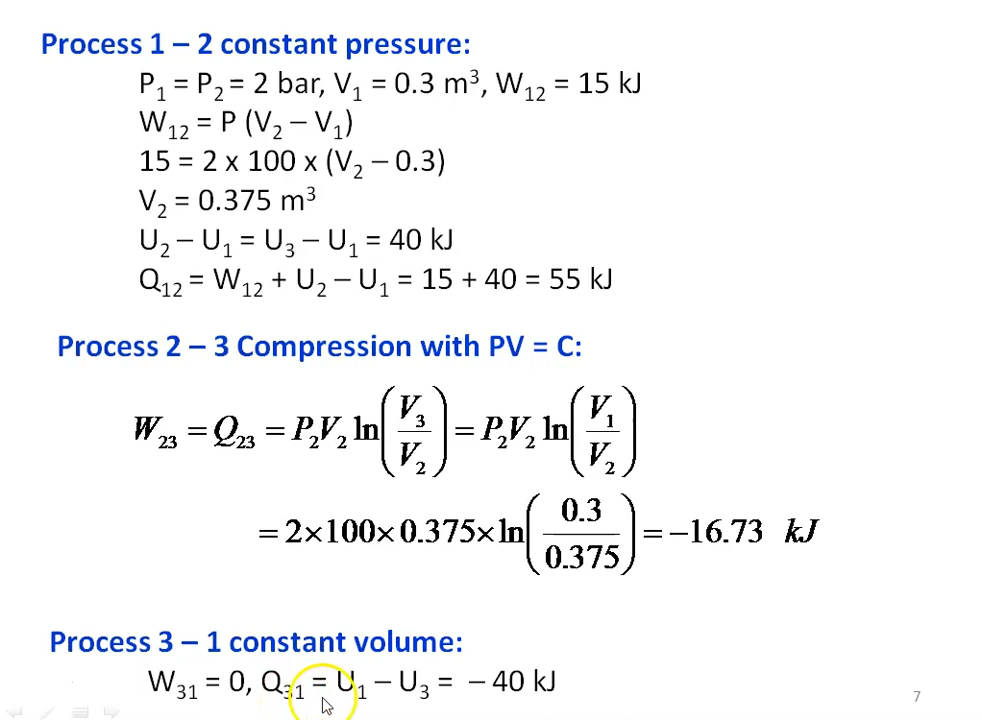 Process 1 – 2 constant pressure:
P₁ = P₂ = 2 bar, V₁ = 0.3 m³, W₁₂ = 15 kJ
W₁₂ = P (V₂ – V₁)
15 = 2 x 100 x (V₂ – 0.3)
V₂ = 0.375 m³
U₂ – U₁ = U₃ – U₁ = 40 kJ
Q₁₂ = W₁₂ + U₂ – U₁ = 15 + 40 = 55 kJ
Process 2 – 3 Compression with PV = C:
W₂₃ = Q₂₃ = P₂V₂ ln(V₃/V₂) = P₂V₂ ln(V₁/V₂)
= 2×100×0.375×ln(0.3/0.375) = −16.73 kJ
Process 3 – 1 constant volume:
W₃₁ = 0, Q₃₁ = U₁ – U₃ = – 40 kJ
7